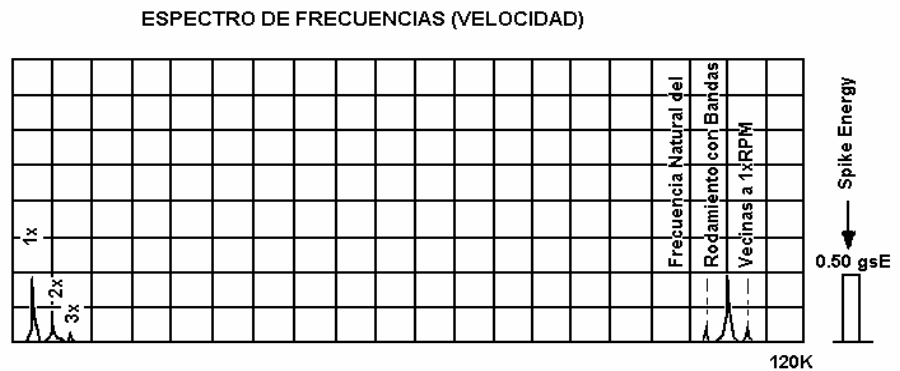 ESPECTRO DE FRECUENCIAS (VELOCIDAD)
1x
2x
3x
Frecuencia Natural del
Rodamiento con Bandas
Vecinas a 1xRPM
Spike Energy
0.50 gsE
120K